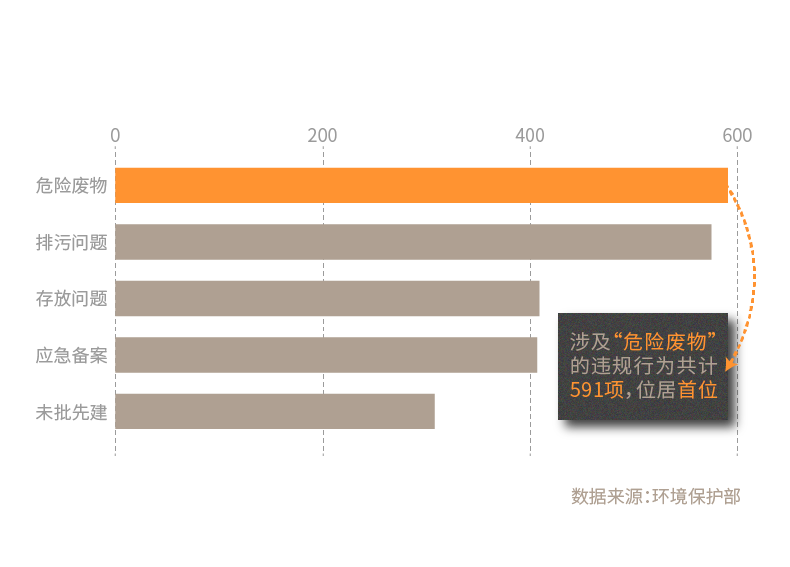 0 200 400 600
危险废物
排污问题
存放问题
应急备案
未批先建
涉及“危险废物”
的违规行为共计
591项，位居首位
数据来源：环境保护部